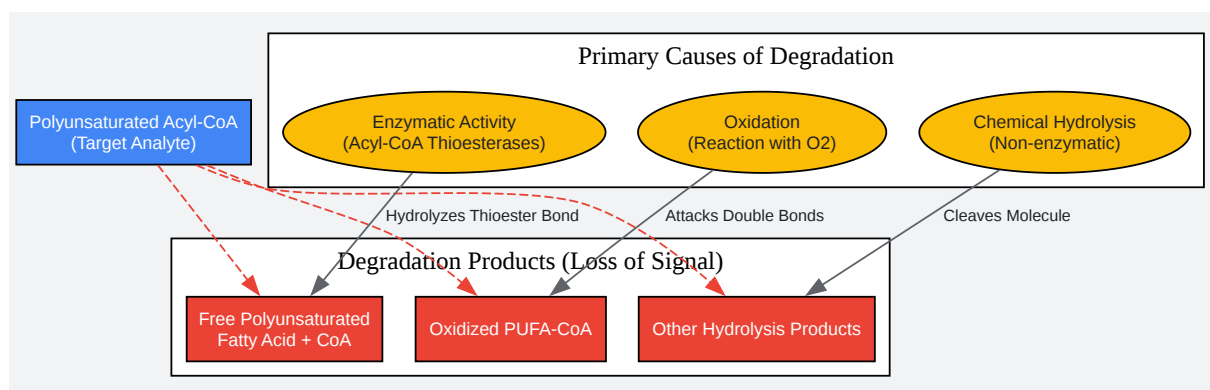 Primary Causes of Degradation
Polyunsaturated Acyl-CoA
(Target Analyte)
Enzymatic Activity
(Acyl-CoA Thioesterases)
Oxidation
(Reaction with O2)
Chemical Hydrolysis
(Non-enzymatic)
Hydrolyzes Thioester Bond
Attacks Double Bonds
Cleaves Molecule
Degradation Products (Loss of Signal)
Free Polyunsaturated
Fatty Acid + CoA
Oxidized PUFA-CoA
Other Hydrolysis Products